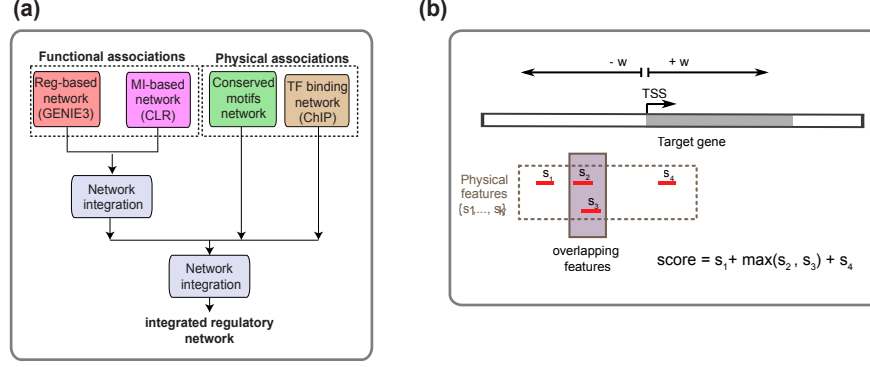 (a)
Functional associations
Physical associations
Reg-based
network
(GENIE3)
MI-based
network
(CLR)
Conserved
motifs
network
TF binding
network
(ChIP)
Network
integration
Network
integration
integrated regulatory
network
(b)
- w
+ w
TSS
Target gene
Physical
features
{s1,..., sk}
s1
s2
s3
s4
overlapping
features
score = s1+ max(s2 , s3) + s4